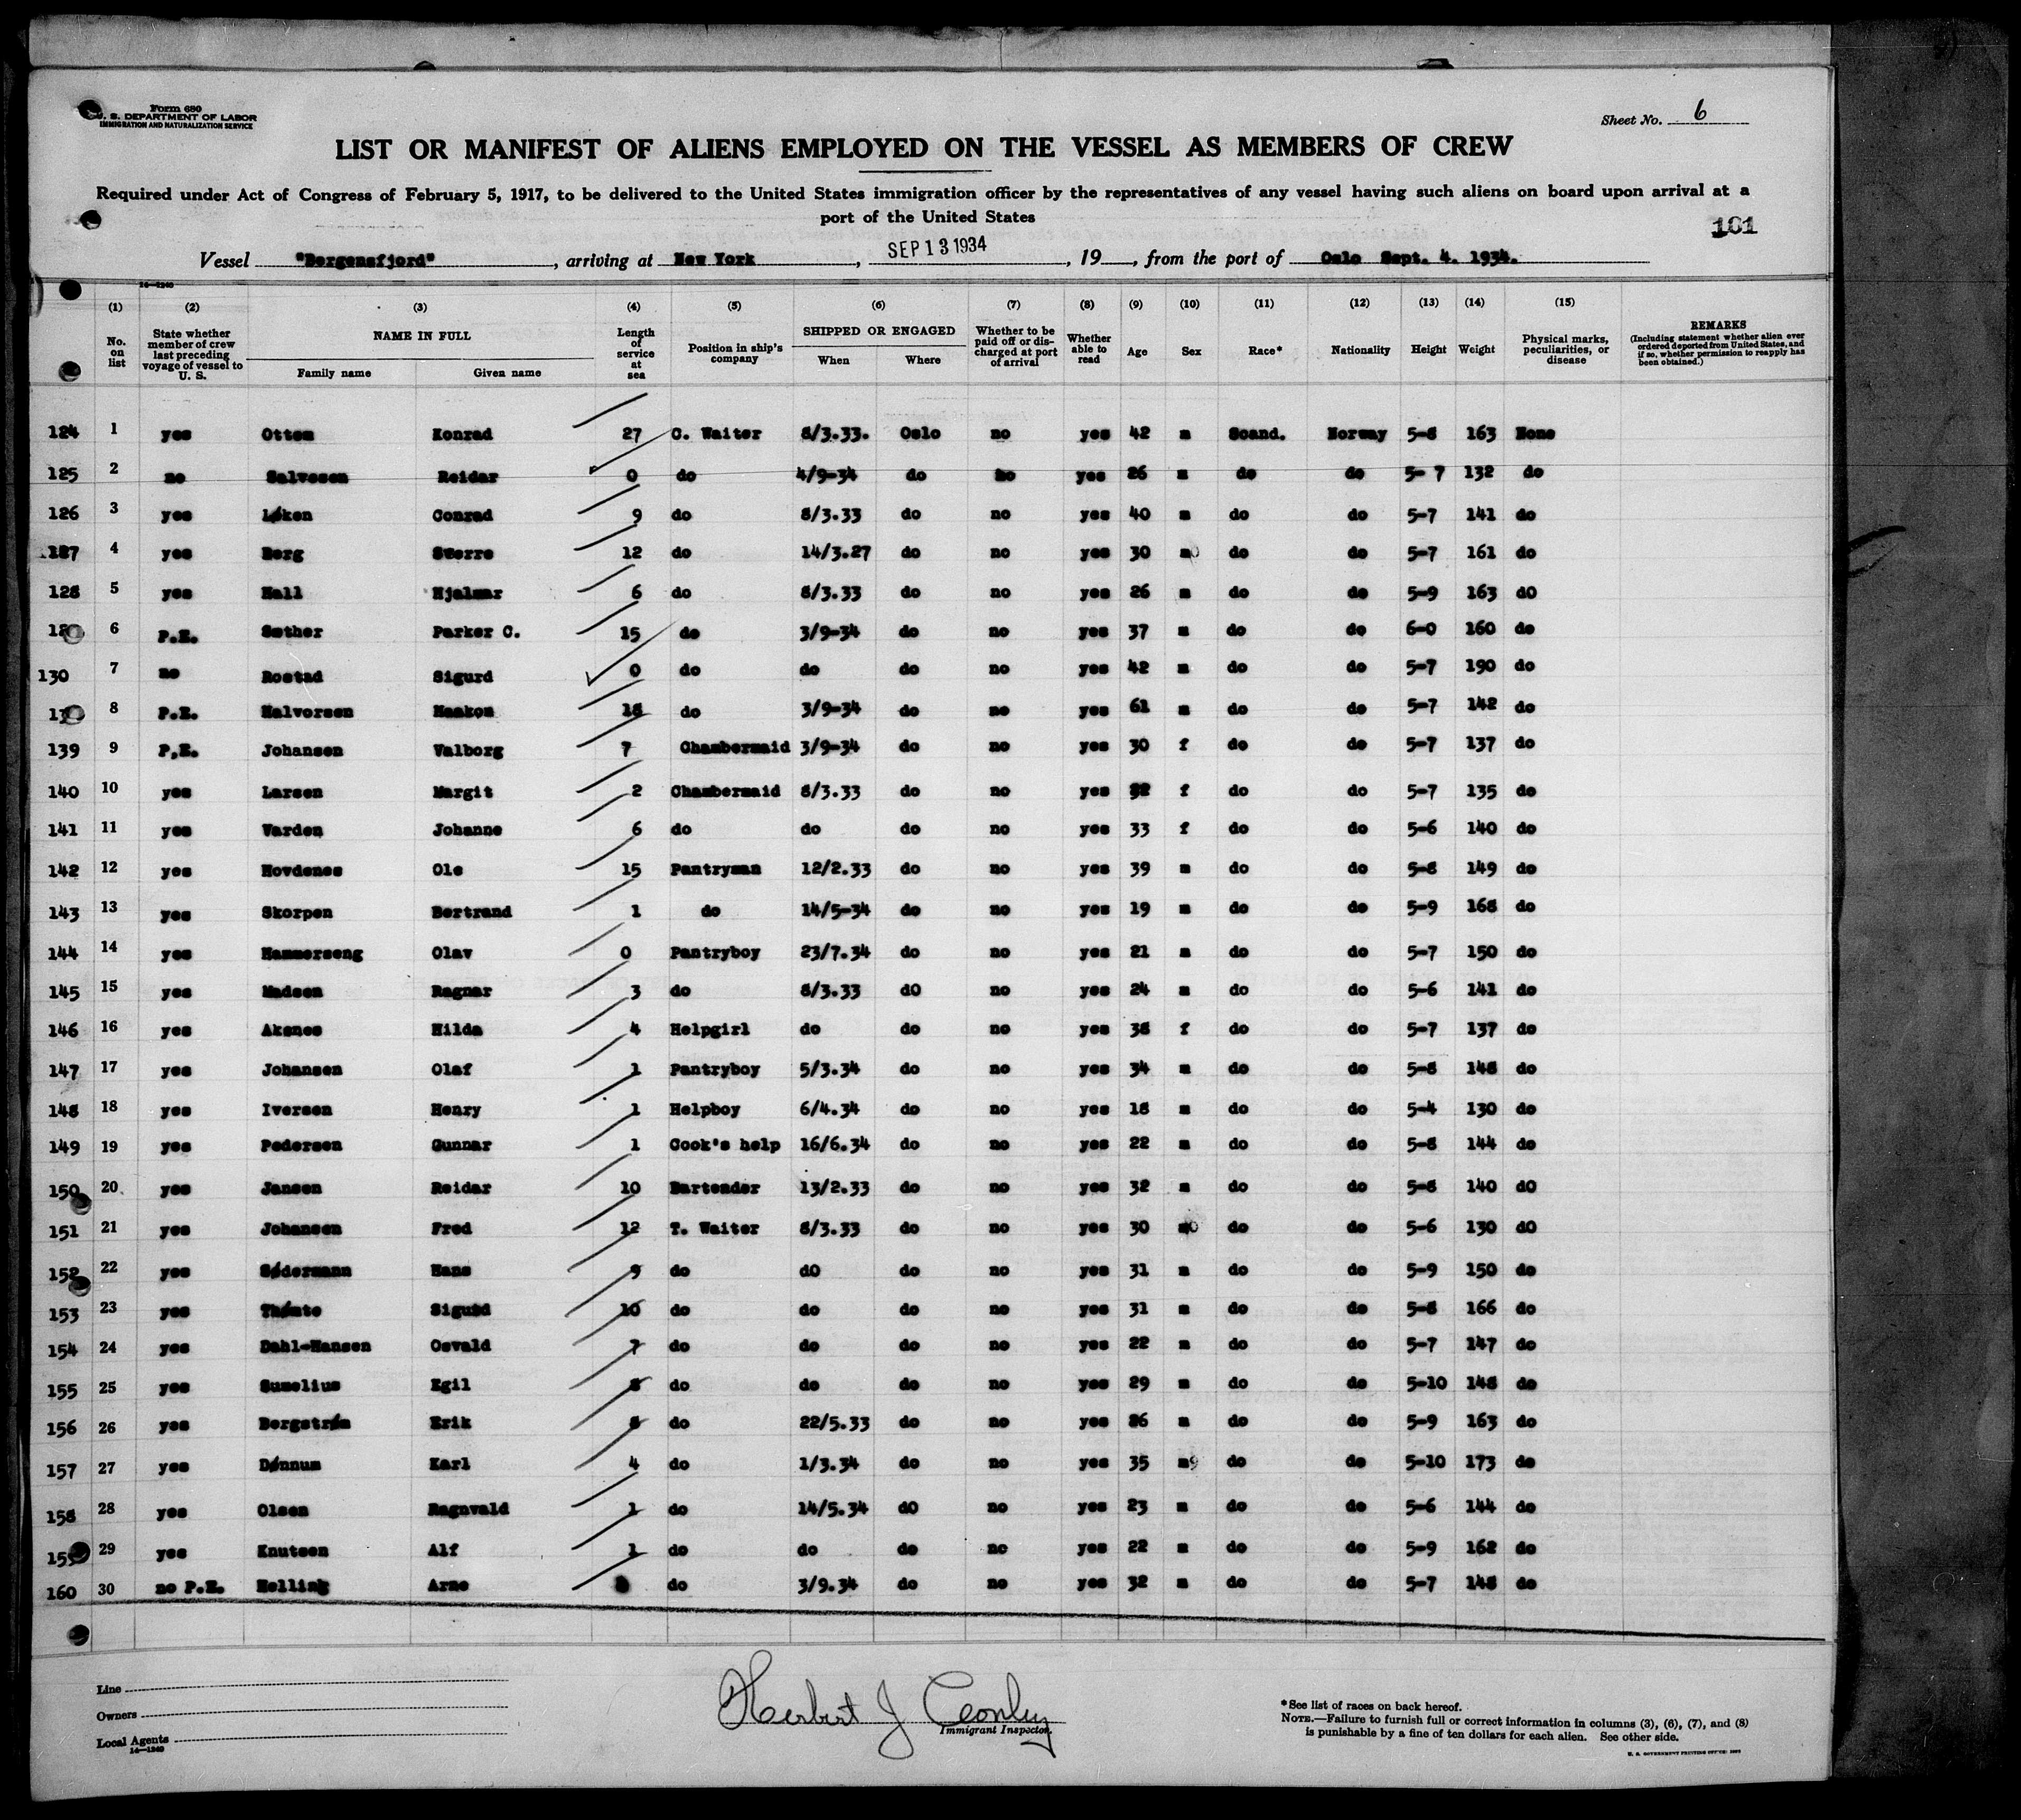 Form 680
U. S. DEPARTMENT OF LABOR
IMMIGRATION AND NATURALIZATION SERVICE
Sheet No. 6
LIST OR MANIFEST OF ALIENS EMPLOYED ON THE VESSEL AS MEMBERS OF CREW
Required under Act of Congress of February 5, 1917, to be delivered to the United States immigration officer by the representatives of any vessel having such aliens on board upon arrival at a
port of the United States
101
Vessel "Bergensfjord", arriving at New York, SEP 13 1934, 19, from the port of Oslo Sept. 4. 1934.
14—1240
(1) (2) (3) (4) (5) (6) (7) (8) (9) (10) (11) (12) (13) (14) (15)
No. on list State whether member of crew last preceding voyage of vessel to U. S. NAME IN FULL Family name Given name Length of service at sea Position in ship's company SHIPPED OR ENGAGED When Where Whether to be paid off or discharged at port of arrival Whether able to read Age Sex Race* Nationality Height Weight Physical marks, peculiarities, or disease REMARKS (Including statement whether alien ever ordered deported from United States, and if so, whether permission to reapply has been obtained.)
124 1 yes Ottem Konrad 27 C. Waiter 8/3.33. Oslo no yes 42 m Scand. Norway 5-8 163 None
125 2 no Salvesen Reidar 0 do 4/9-34 do no yes 26 m do do 5-7 132 do
126 3 yes Løken Conrad 9 do 8/3.33 do no yes 40 m do do 5-7 141 do
127 4 yes Berg Sverre 12 do 14/3.27 do no yes 30 m do do 5-7 161 do
128 5 yes Hall Hjalmar 6 do 8/3.33 do no yes 26 m do do 5-9 163 dO
6 P.E. Sæther Parker C. 15 do 3/9-34 do no yes 37 m do do 6-0 160 do
130 7 no Rostad Sigurd 0 do do do no yes 42 m do do 5-7 190 do
8 P.E. Halvorsen Haakon 18 do 3/9-34 do no yes 61 m do do 5-7 142 do
139 9 P.E. Johansen Valborg 7 Chambermaid 3/9-34 do no yes 30 f do do 5-7 137 do
140 10 yes Larsen Margit 2 Chambermaid 8/3.33 do no yes f do do 5-7 135 do
141 11 yes Varden Johanne 6 do do do no yes 33 f do do 5-6 140 do
142 12 yes Hovdenes Ole 15 Pantryman 12/2.33 do no yes 39 m do do 5-8 149 do
143 13 yes Skorpen Bertrand 1 do 14/5-34 do no yes 19 m do do 5-9 168 do
144 14 yes Hammerseng Olav 0 Pantryboy 23/7.34 do no yes 21 m do do 5-7 150 do
145 15 yes Madsen Ragnar 3 do 8/3.33 dO no yes 24 m do do 5-6 141 do
146 16 yes Aksnes Hilda 4 Helpgirl do do no yes 38 f do do 5-7 137 do
147 17 yes Johansen Olaf 1 Pantryboy 5/3.34 do no yes 34 m do do 5-8 148 do
148 18 yes Iversen Henry 1 Helpboy 6/4.34 do no yes 18 m do do 5-4 130 do
149 19 yes Pedersen Gunnar 1 Cook's help 16/6.34 do no yes 22 m do do 5-8 144 do
150 20 yes Jansen Reidar 10 Bartender 13/2.33 do no yes 32 m do do 5-8 140 dO
151 21 yes Johansen Fred 12 T. Waiter 8/3.33 do no yes 30 m do do 5-6 130 dO
152 22 yes Sødermann Hans 9 do dO do no yes 31 m do do 5-9 150 do
153 23 yes Sigurd 10 do do do no yes 31 m do do 5-8 166 do
154 24 yes Dahl-Hansen Osvald 7 do do do no yes 22 m do do 5-7 147 do
155 25 yes Sumelius Egil 8 do do do no yes 29 m do do 5-10 148 do
156 26 yes Bergstrøm Erik 8 do 22/5.33 do no yes 26 m do do 5-9 163 do
157 27 yes Dønnum Karl 4 do 1/3.34 do no yes 35 m do do 5-10 173 do
158 28 yes Olsen Ragnvald 1 do 14/5.34 dO no yes 23 m do do 5-6 144 do
159 29 yes Knutsen Alf 1 do do do no yes 22 m do do 5-9 162 do
160 30 no P.E. Helling Arne do 3/9.34 do no yes 32 m do do 5-7 148 do
Line
Owners
Local Agents
14—1240
Herbert J
Immigrant Inspector.
*See list of races on back hereof.
NOTE.—Failure to furnish full or correct information in columns (3), (6), (7), and (8)
is punishable by a fine of ten dollars for each alien. See other side.
U. S. GOVERNMENT PRINTING OFFICE: